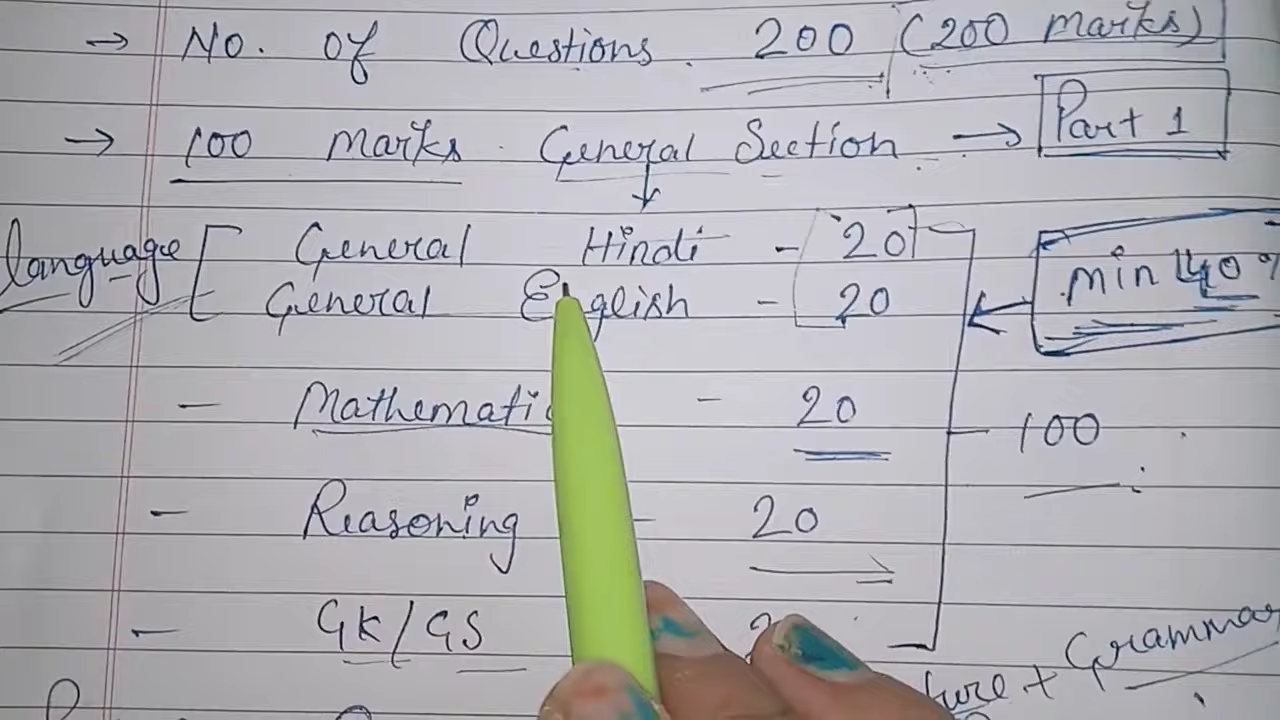 → No. of Questions. 200 (200 marks)
→ 100 marks. General Section → Part 1
language [ General Hindi - 20
General English - 20
min 40%
- Mathematic - 20
100
- Reasoning - 20
- GK/GS
+ Grammar